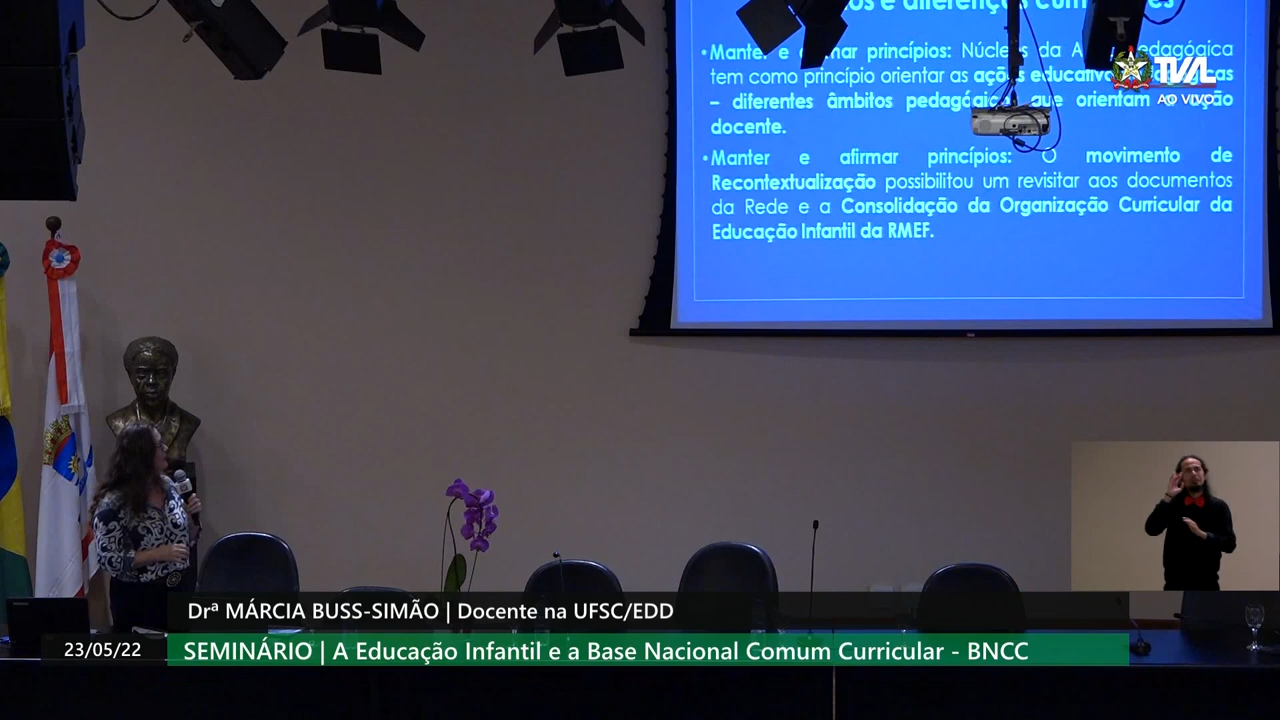 e diferenças
•Manter e afirmar princípios: Núcleos da Ação Pedagógica
tem como princípio orientar as ações
– diferentes âmbitos pedagógicos que orientam ação
docente.
•Manter e afirmar princípios: O movimento de
Recontextualização possibilitou um revisitar aos documentos
da Rede e a Consolidação da Organização Curricular da
Educação Infantil da RMEF.
TVAL
AO VIVO
Drª MÁRCIA BUSS-SIMÃO | Docente na UFSC/EDD
23/05/22
SEMINÁRIO | A Educação Infantil e a Base Nacional Comum Curricular - BNCC